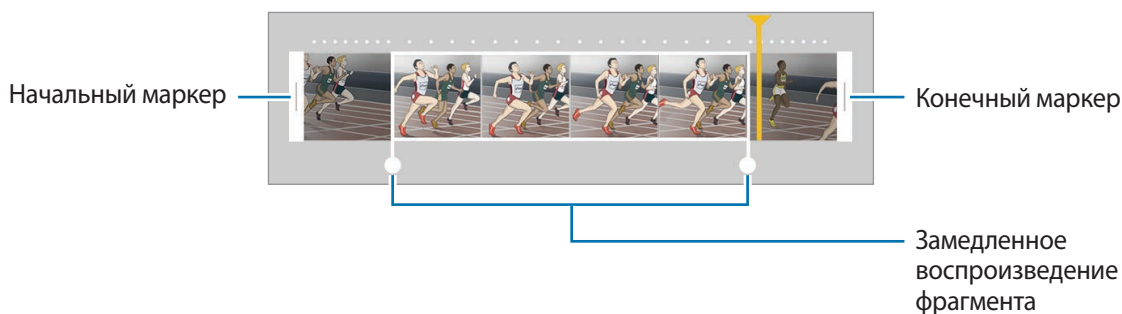 Начальный маркер
Конечный маркер
Замедленное
воспроизведение
фрагмента